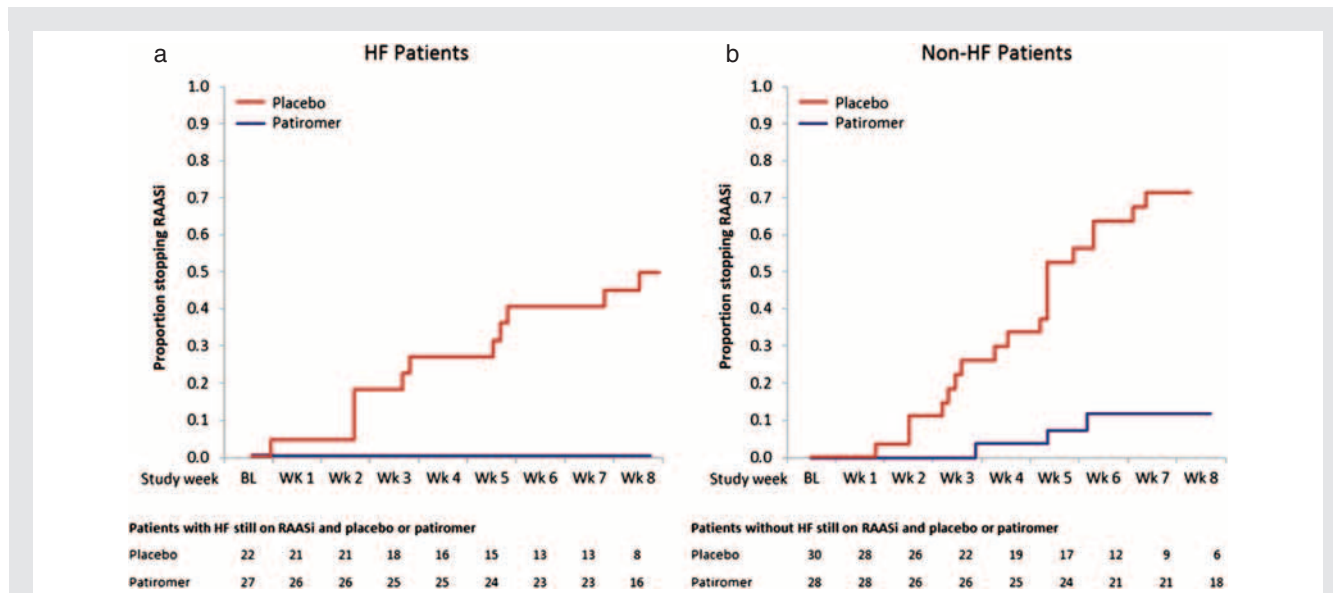 a
HF Patients
Placebo
Patiromer
1.0
0.9
0.8
0.7
0.6
0.5
0.4
0.3
0.2
0.1
0.0
Proportion stopping RAASi
Study week BL Wk 1 Wk 2 Wk 3 Wk 4 Wk 5 Wk 6 Wk 7 Wk 8
Patients with HF still on RAASi and placebo or patiromer
Placebo 22 21 21 18 16 15 13 13 8
Patiromer 27 26 26 25 25 24 23 23 16
b
Non-HF Patients
Placebo
Patiromer
1.0
0.9
0.8
0.7
0.6
0.5
0.4
0.3
0.2
0.1
0.0
Proportion stopping RAASi
Study week BL Wk 1 Wk 2 Wk 3 Wk 4 Wk 5 Wk 6 Wk 7 Wk 8
Patients without HF still on RAASi and placebo or patiromer
Placebo 30 28 26 22 19 17 12 9 6
Patiromer 28 28 26 26 25 24 21 21 18